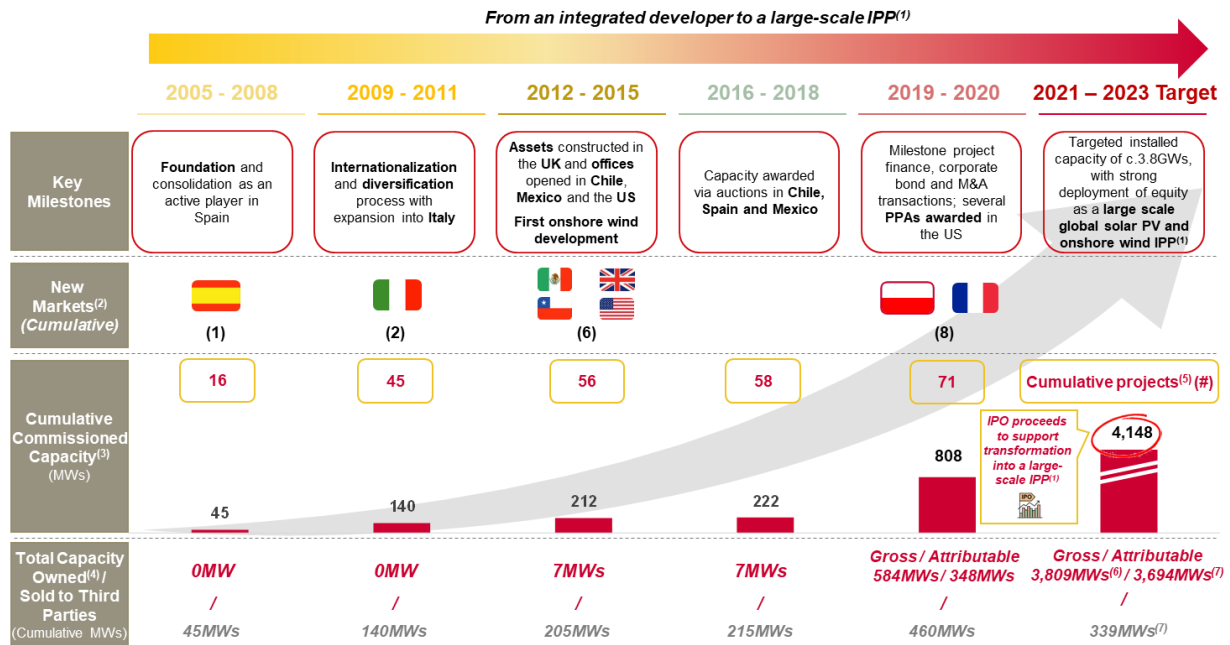 From an integrated developer to a large-scale IPP(1)
2005 - 2008
2009 - 2011
2012 - 2015
2016 - 2018
2019 - 2020
2021 – 2023 Target
Key
Milestones
Foundation and
consolidation as an
active player in
Spain
Internationalization
and diversification
process with
expansion into Italy
Assets constructed in
the UK and offices
opened in Chile,
Mexico and the US
First onshore wind
development
Capacity awarded
via auctions in Chile,
Spain and Mexico
Milestone project
finance, corporate
bond and M&A
transactions; several
PPAs awarded in
the US
Targeted installed
capacity of c.3.8GWs,
with strong
deployment of equity
as a large scale
global solar PV and
onshore wind IPP(1)
New
Markets(2)
(Cumulative)
(1)
(2)
(6)
(8)
Cumulative
Commissioned
Capacity(3)
(MWs)
16
45
56
58
71
Cumulative projects(5) (#)
45
140
212
222
808
IPO proceeds
to support
transformation
into a large-
scale IPP(1)
IPO
4,148
Total Capacity
Owned(4) /
Sold to Third
Parties
(Cumulative MWs)
0MW
/
45MWs
0MW
/
140MWs
7MWs
/
205MWs
7MWs
/
215MWs
Gross / Attributable
584MWs / 348MWs
/
460MWs
Gross / Attributable
3,809MWs(6) / 3,694MWs(7)
/
339MWs(7)